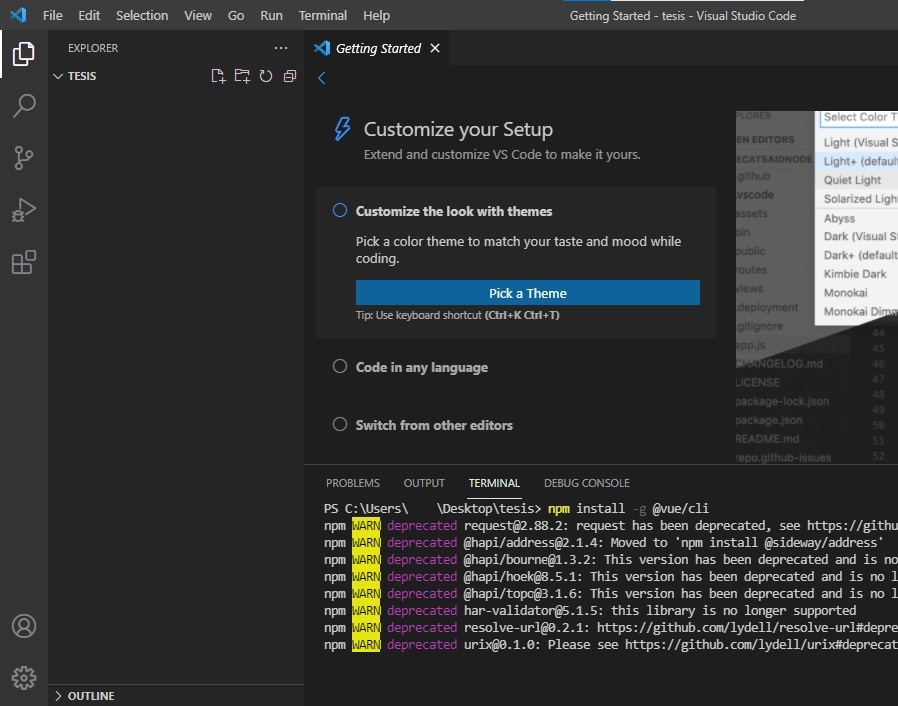 File Edit Selection View Go Run Terminal Help
Getting Started - tesis - Visual Studio Code
EXPLORER
TESIS
Getting Started
Customize your Setup
Extend and customize VS Code to make it yours.
Customize the look with themes
Pick a color theme to match your taste and mood while
coding.
Pick a Theme
Tip: Use keyboard shortcut (Ctrl+K Ctrl+T)
Code in any language
Switch from other editors
PLORER
EN EDITORS
ECATSAIDNODE
.github
.vscode
assets
bin
public
routes
views
.deployment
.gitignore
app.js
CHANGELOG.md
LICENSE
package-lock.json
package.json
README.md
repo.github-issues
Select Color T
Light (Visual S
Light+ (default
Quiet Light
Solarized Ligh
Abyss
Dark (Visual St
Dark+ (default
Kimbie Dark
Monokai
Monokai Dimm
44
45
46
47
48
49
50
51
52
PROBLEMS OUTPUT TERMINAL DEBUG CONSOLE
PS C:\Users\ \Desktop\tesis> npm install -g @vue/cli
npm WARN deprecated request@2.88.2: request has been deprecated, see https://githu
npm WARN deprecated @hapi/address@2.1.4: Moved to 'npm install @sideway/address'
npm WARN deprecated @hapi/bourne@1.3.2: This version has been deprecated and is no
npm WARN deprecated @hapi/hoek@8.5.1: This version has been deprecated and is no l
npm WARN deprecated @hapi/topo@3.1.6: This version has been deprecated and is no l
npm WARN deprecated har-validator@5.1.5: this library is no longer supported
npm WARN deprecated resolve-url@0.2.1: https://github.com/lydell/resolve-url#depre
npm WARN deprecated urix@0.1.0: Please see https://github.com/lydell/urix#deprecat
OUTLINE